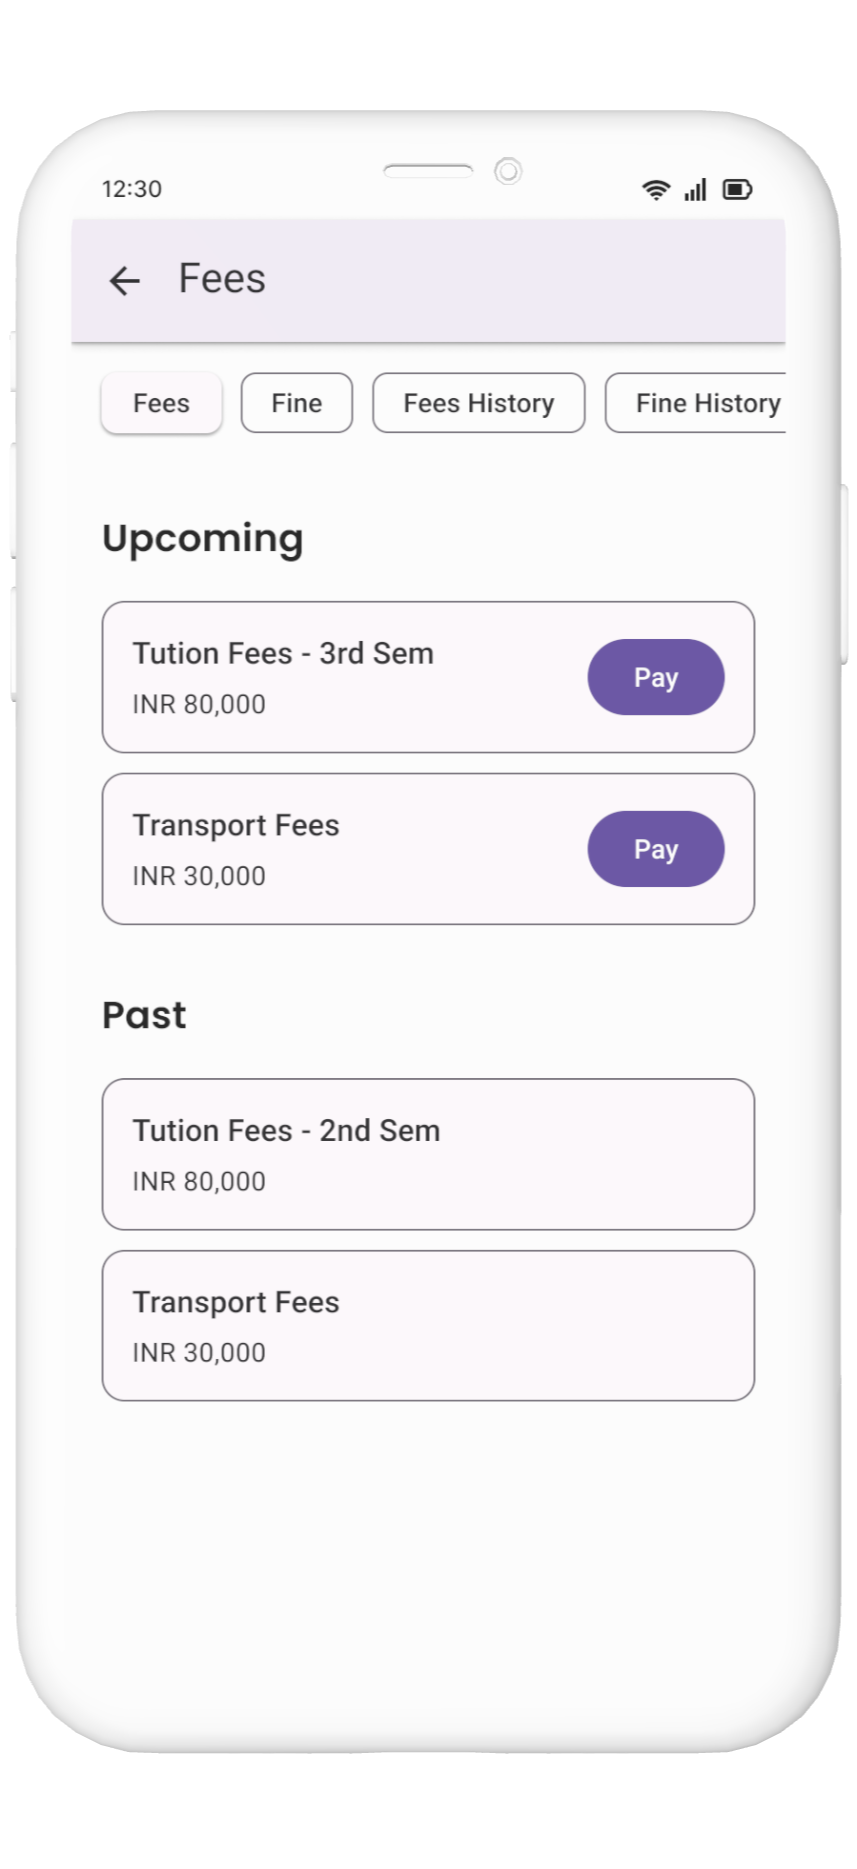 12:30
Fees
Fees
Fine
Fees History
Fine History
Upcoming
Tution Fees - 3rd Sem
INR 80,000
Pay
Transport Fees
INR 30,000
Pay
Past
Tution Fees - 2nd Sem
INR 80,000
Transport Fees
INR 30,000